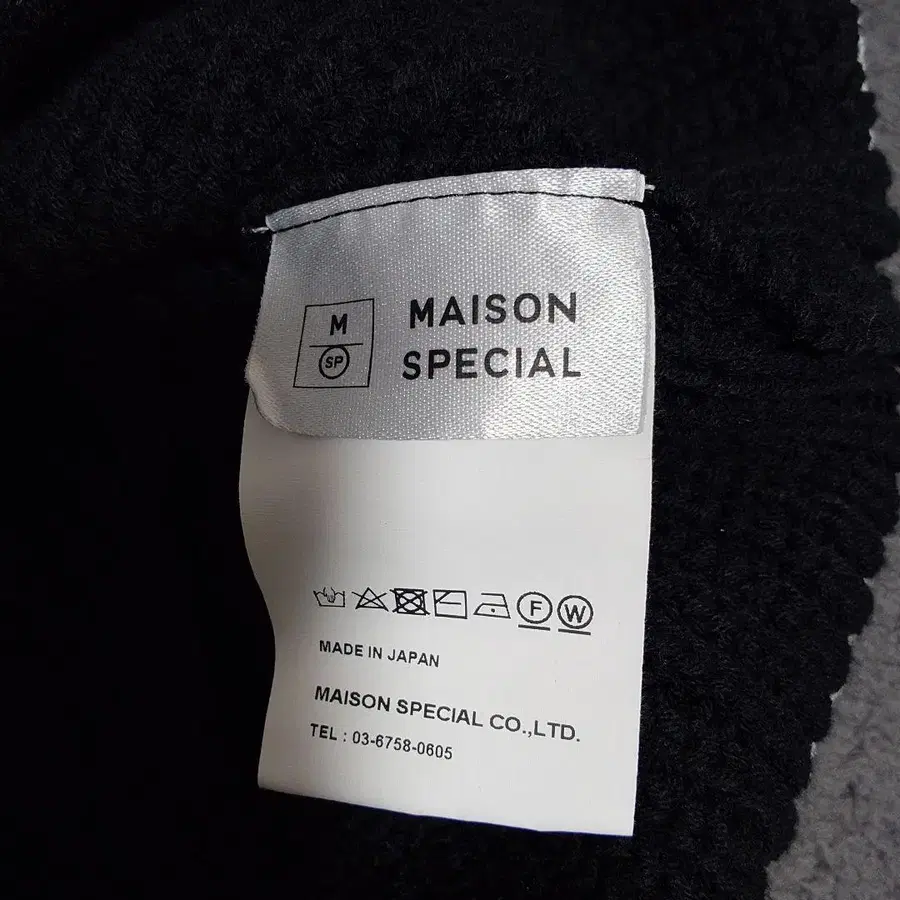 M
SP
MAISON
SPECIAL
F W
MADE IN JAPAN
MAISON SPECIAL CO.,LTD.
TEL : 03-6758-0605